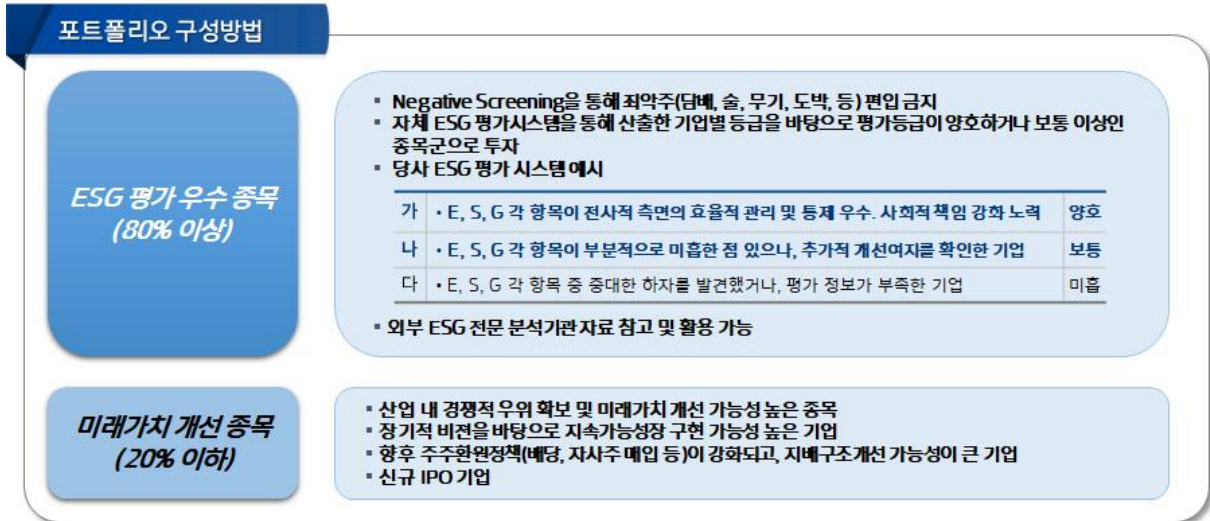 포트폴리오 구성방법
ESG 평가 우수 종목
(80% 이상)
▪ Negative Screening을 통해 죄악주(담배, 술, 무기, 도박, 등) 편입 금지
▪ 자체 ESG 평가시스템을 통해 산출한 기업별 등급을 바탕으로 평가등급이 양호하거나 보통 이상인
종목군으로 투자
▪ 당사 ESG 평가 시스템 예시
가 • E, S, G 각 항목이 전사적 측면의 효율적 관리 및 통제 우수. 사회적 책임 강화 노력 양호
나 • E, S, G 각 항목이 부분적으로 미흡한 점 있으나, 추가적 개선여지를 확인한 기업 보통
다 • E, S, G 각 항목 중 중대한 하자를 발견했거나, 평가 정보가 부족한 기업 미흡
▪ 외부 ESG 전문 분석기관 자료 참고 및 활용 가능
미래가치 개선 종목
(20% 이하)
▪ 산업 내 경쟁적 우위 확보 및 미래가치 개선 가능성 높은 종목
▪ 장기적 비젼을 바탕으로 지속가능성장 구현 가능성 높은 기업
▪ 향후 주주환원정책(배당, 자사주 매입 등)이 강화되고, 지배구조개선 가능성이 큰 기업
▪ 신규 IPO 기업